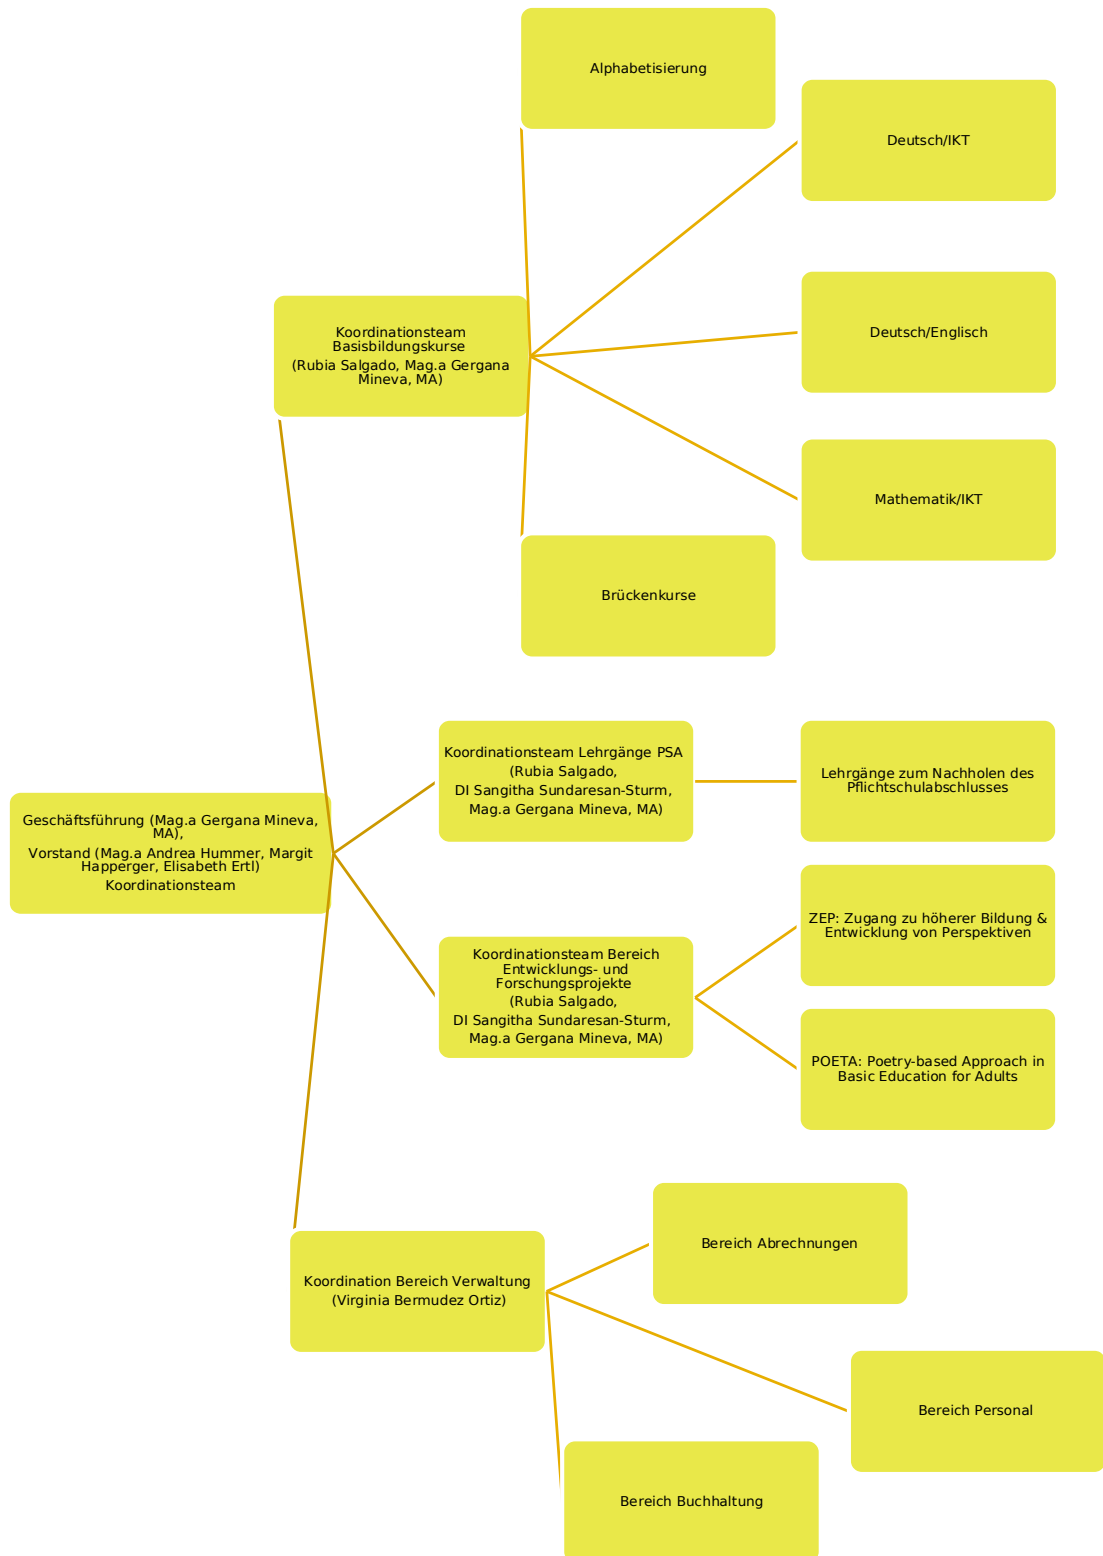 Alphabetisierung
Deutsch/IKT
Deutsch/Englisch
Koordinationsteam
Basisbildungskurse
(Rubia Salgado, Mag.a Gergana
Mineva, MA)
Mathematik/IKT
Brückenkurse
Koordinationsteam Lehrgänge PSA
(Rubia Salgado,
DI Sangitha Sundaresan-Sturm,
Mag.a Gergana Mineva, MA)
Lehrgänge zum Nachholen des
Pflichtschulabschlusses
Geschäftsführung (Mag.a Gergana Mineva,
MA),
Vorstand (Mag.a Andrea Hummer, Margit
Happerger, Elisabeth Ertl)
Koordinationsteam
ZEP: Zugang zu höherer Bildung &
Entwicklung von Perspektiven
Koordinationsteam Bereich
Entwicklungs- und
Forschungsprojekte
(Rubia Salgado,
DI Sangitha Sundaresan-Sturm,
Mag.a Gergana Mineva, MA)
POETA: Poetry-based Approach in
Basic Education for Adults
Bereich Abrechnungen
Koordination Bereich Verwaltung
(Virginia Bermudez Ortiz)
Bereich Personal
Bereich Buchhaltung